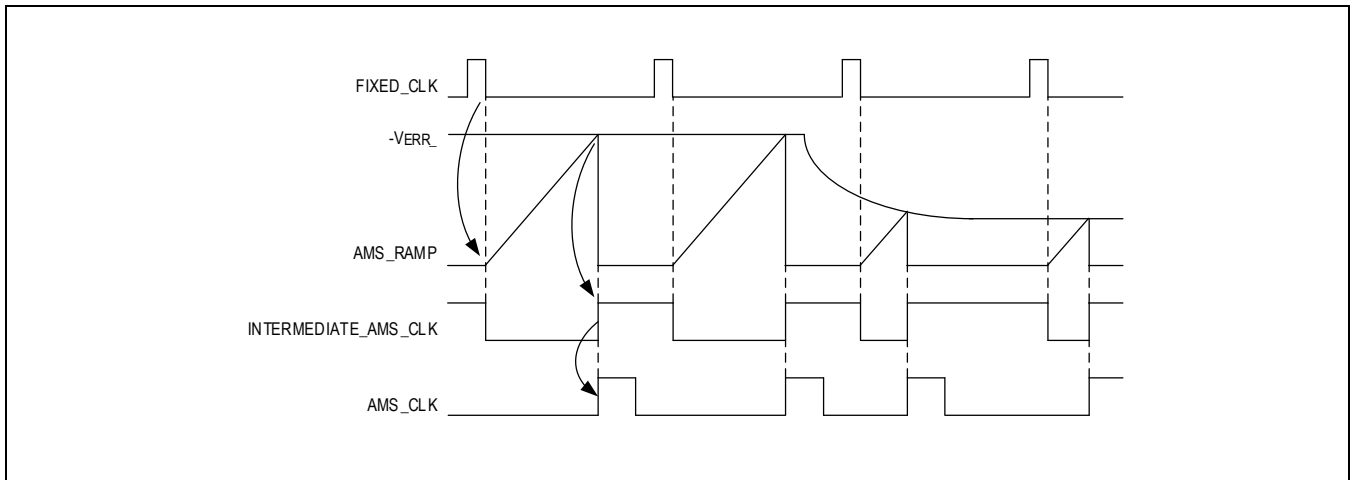 FIXED_CLK
-VERR_
AMS_RAMP
INTERMEDIATE_AMS_CLK
AMS_CLK